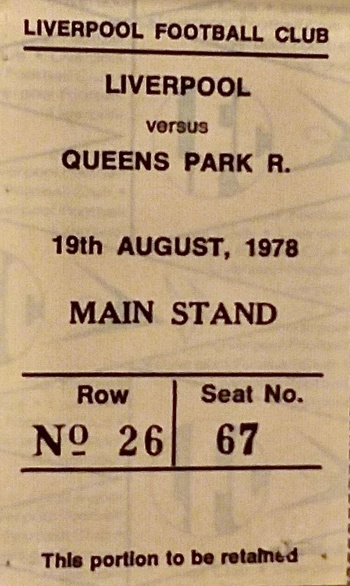 LIVERPOOL FOOTBALL CLUB
LIVERPOOL
versus
QUEENS PARK R.
19th AUGUST, 1978
MAIN STAND
Row Seat No.
Nº 26 67
This portion to be retained